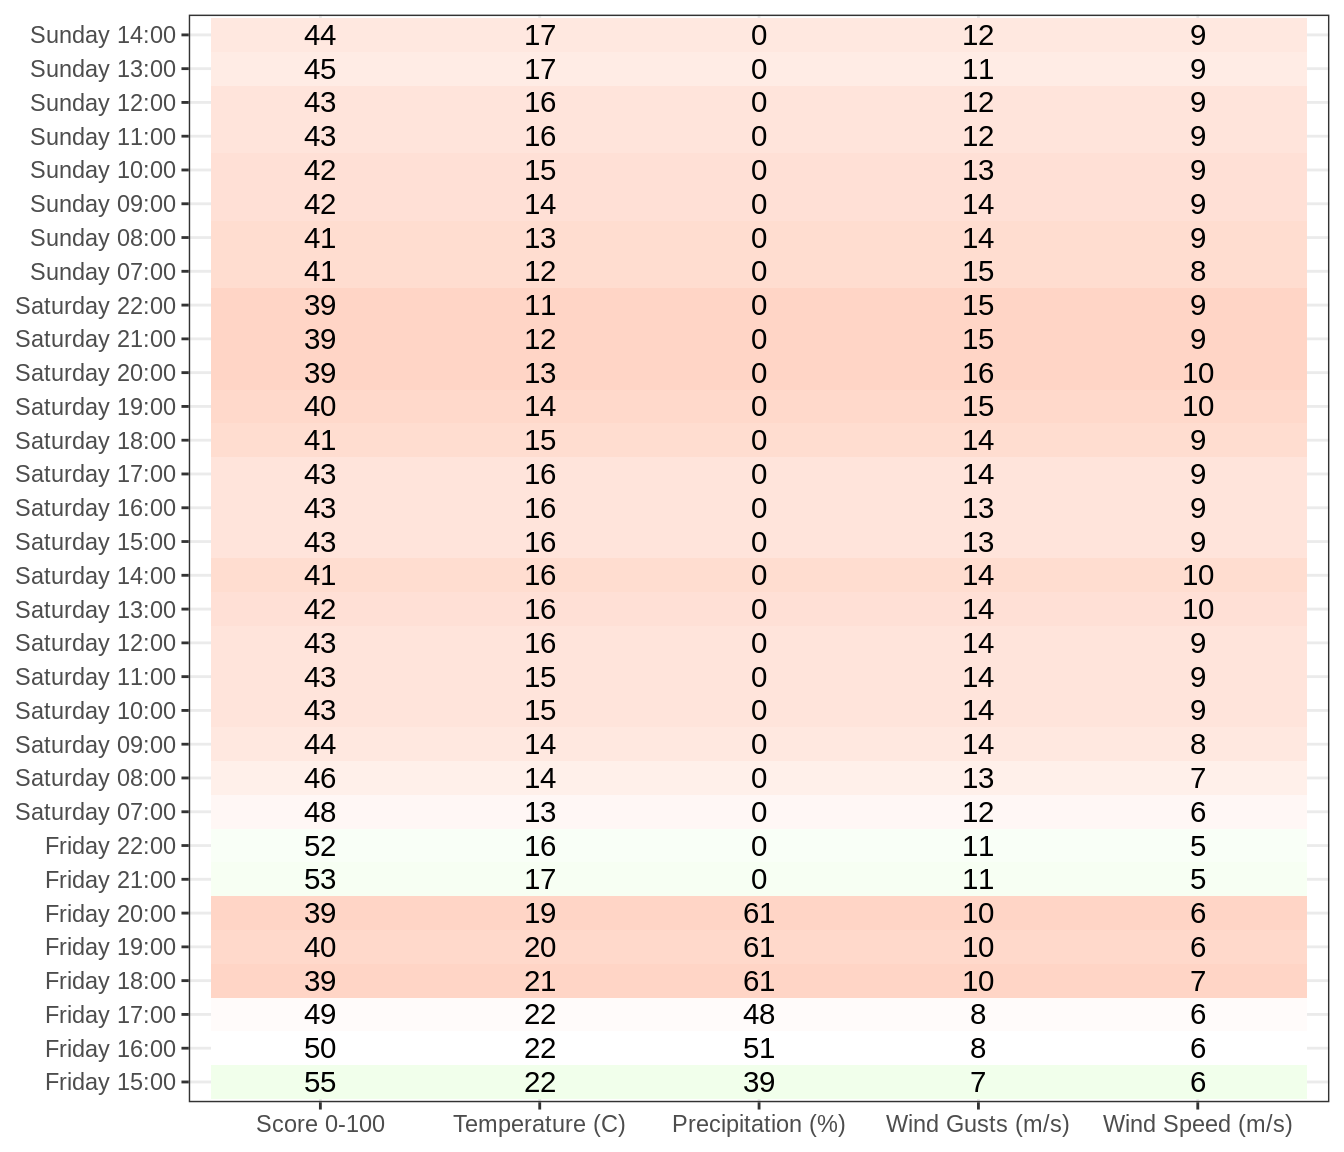 Sunday 14:00 44 17 0 12 9
Sunday 13:00 45 17 0 11 9
Sunday 12:00 43 16 0 12 9
Sunday 11:00 43 16 0 12 9
Sunday 10:00 42 15 0 13 9
Sunday 09:00 42 14 0 14 9
Sunday 08:00 41 13 0 14 9
Sunday 07:00 41 12 0 15 8
Saturday 22:00 39 11 0 15 9
Saturday 21:00 39 12 0 15 9
Saturday 20:00 39 13 0 16 10
Saturday 19:00 40 14 0 15 10
Saturday 18:00 41 15 0 14 9
Saturday 17:00 43 16 0 14 9
Saturday 16:00 43 16 0 13 9
Saturday 15:00 43 16 0 13 9
Saturday 14:00 41 16 0 14 10
Saturday 13:00 42 16 0 14 10
Saturday 12:00 43 16 0 14 9
Saturday 11:00 43 15 0 14 9
Saturday 10:00 43 15 0 14 9
Saturday 09:00 44 14 0 14 8
Saturday 08:00 46 14 0 13 7
Saturday 07:00 48 13 0 12 6
Friday 22:00 52 16 0 11 5
Friday 21:00 53 17 0 11 5
Friday 20:00 39 19 61 10 6
Friday 19:00 40 20 61 10 6
Friday 18:00 39 21 61 10 7
Friday 17:00 49 22 48 8 6
Friday 16:00 50 22 51 8 6
Friday 15:00 55 22 39 7 6
Score 0-100 Temperature (C) Precipitation (%) Wind Gusts (m/s) Wind Speed (m/s)